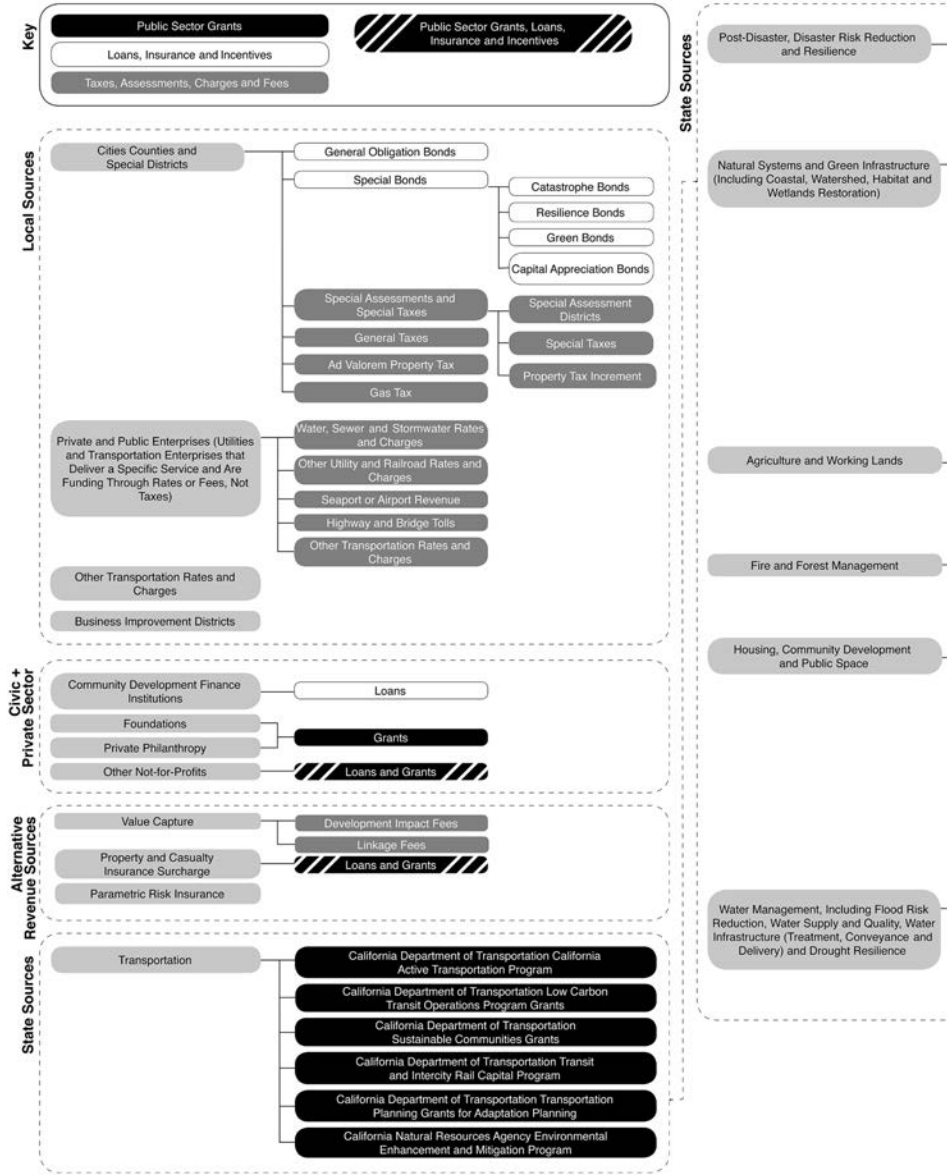 Key
Public Sector Grants
Loans, Insurance and Incentives
Taxes, Assessments, Charges and Fees
Public Sector Grants, Loans,
Insurance and Incentives
Local Sources
Cities Counties and
Special Districts
General Obligation Bonds
Special Bonds
Catastrophe Bonds
Resilience Bonds
Green Bonds
Capital Appreciation Bonds
Special Assessments and
Special Taxes
Special Assessment
Districts
General Taxes
Special Taxes
Ad Valorem Property Tax
Property Tax Increment
Gas Tax
Private and Public Enterprises (Utilities
and Transportation Enterprises that
Deliver a Specific Service and Are
Funding Through Rates or Fees, Not
Taxes)
Water, Sewer and Stormwater Rates
and Charges
Other Utility and Railroad Rates and
Charges
Seaport or Airport Revenue
Highway and Bridge Tolls
Other Transportation Rates and
Charges
Other Transportation Rates and
Charges
Business Improvement Districts
Civic +
Private Sector
Community Development Finance
Institutions
Loans
Foundations
Private Philanthropy
Grants
Other Not-for-Profits
Loans and Grants
Alternative
Revenue Sources
Value Capture
Development Impact Fees
Linkage Fees
Property and Casualty
Insurance Surcharge
Loans and Grants
Parametric Risk Insurance
State Sources
Transportation
California Department of Transportation California
Active Transportation Program
California Department of Transportation Low Carbon
Transit Operations Program Grants
California Department of Transportation
Sustainable Communities Grants
California Department of Transportation Transit
and Intercity Rail Capital Program
California Department of Transportation Transportation
Planning Grants for Adaptation Planning
California Natural Resources Agency Environmental
Enhancement and Mitigation Program
State Sources
Post-Disaster, Disaster Risk Reduction
and Resilience
Natural Systems and Green Infrastructure
(Including Coastal, Watershed, Habitat and
Wetlands Restoration)
Agriculture and Working Lands
Fire and Forest Management
Housing, Community Development
and Public Space
Water Management, Including Flood Risk
Reduction, Water Supply and Quality, Water
Infrastructure (Treatment, Conveyance and
Delivery) and Drought Resilience